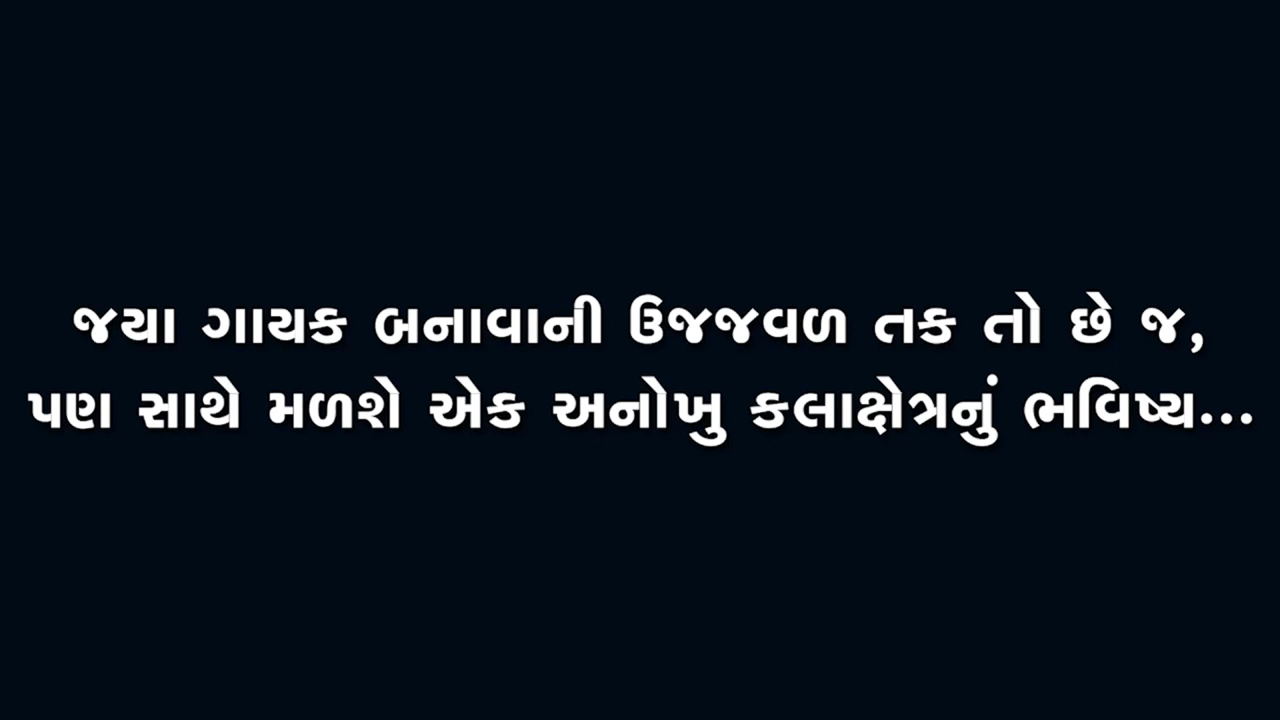 જયા ગાયક બનાવાની ઉજજવળ તક તો છે જ,
પણ સાથે મળશે એક અનોખુ કલાક્ષેત્રનું ભવિષ્ય...